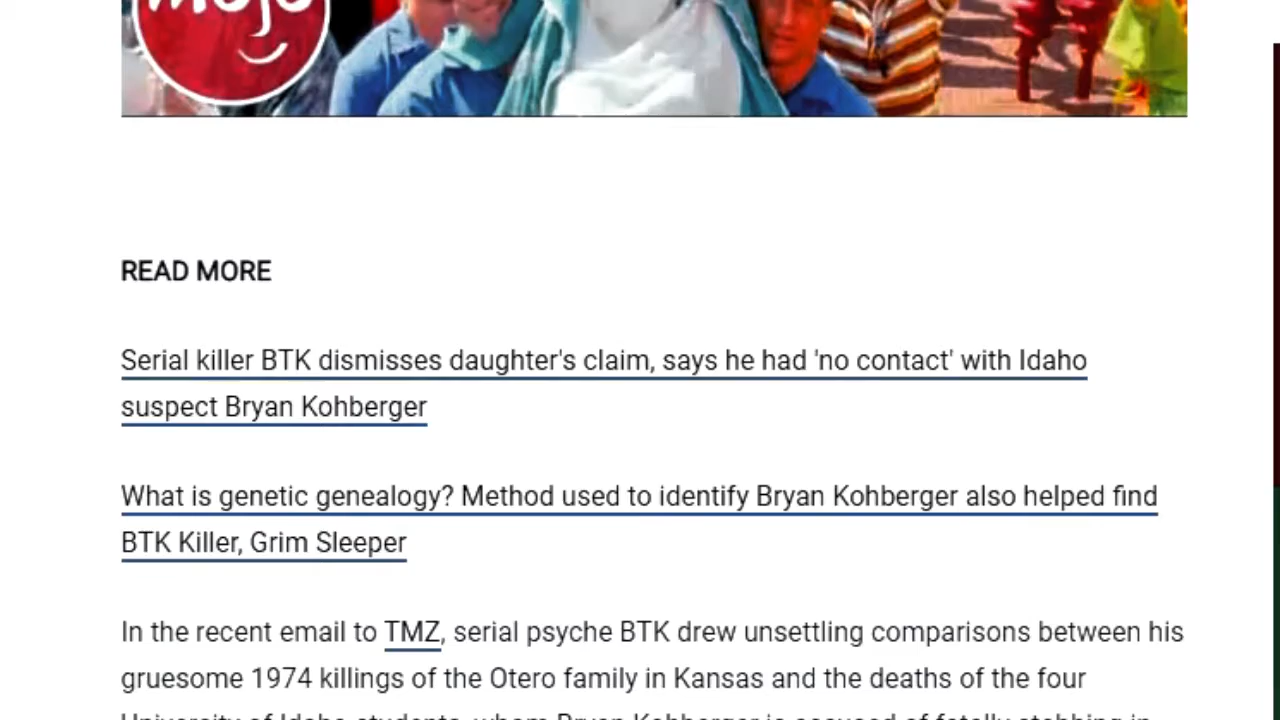 mojo
READ MORE
Serial killer BTK dismisses daughter's claim, says he had 'no contact' with Idaho
suspect Bryan Kohberger
What is genetic genealogy? Method used to identify Bryan Kohberger also helped find
BTK Killer, Grim Sleeper
In the recent email to TMZ, serial psyche BTK drew unsettling comparisons between his
gruesome 1974 killings of the Otero family in Kansas and the deaths of the four
University of Idaho students, whom Bryan Kohberger is accused of fatally stabbing in